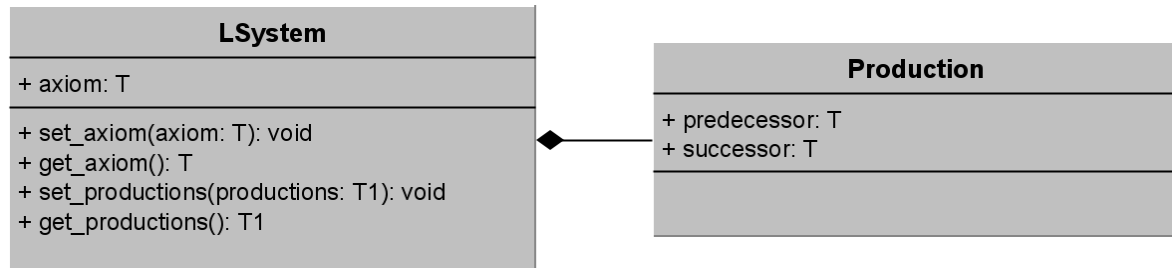 LSystem
+ axiom: T
+ set_axiom(axiom: T): void
+ get_axiom(): T
+ set_productions(productions: T1): void
+ get_productions(): T1
Production
+ predecessor: T
+ successor: T